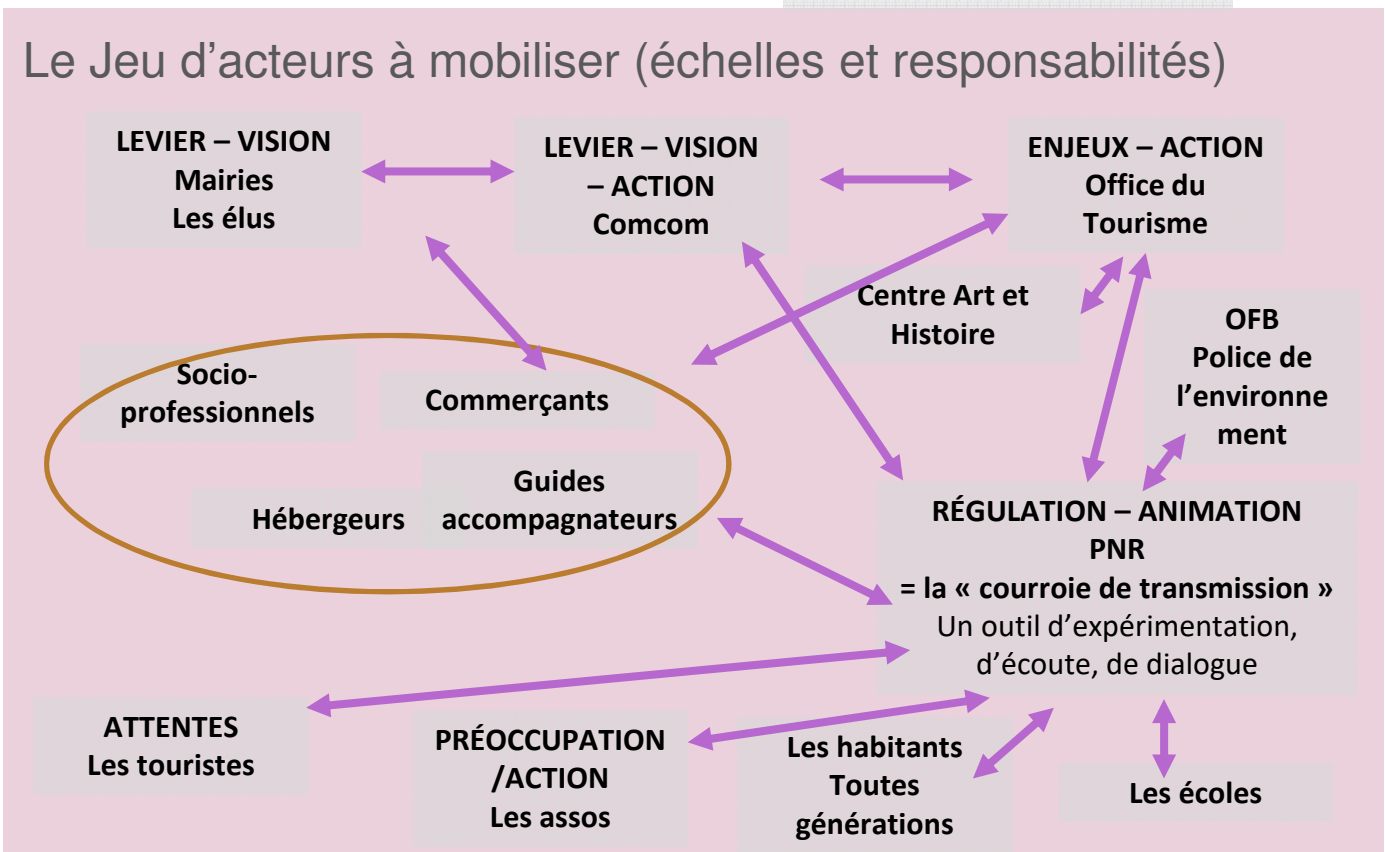 Le Jeu d’acteurs à mobiliser (échelles et responsabilités)
LEVIER – VISION
Mairies
Les élus
LEVIER – VISION
– ACTION
Comcom
ENJEUX – ACTION
Office du
Tourisme
Centre Art et
Histoire
OFB
Police de
l’environne
ment
Socio-
professionnels
Commerçants
Hébergeurs
Guides
accompagnateurs
RÉGULATION – ANIMATION
PNR
= la « courroie de transmission »
Un outil d’expérimentation,
d’écoute, de dialogue
ATTENTES
Les touristes
PRÉOCCUPATION
/ACTION
Les assos
Les habitants
Toutes
générations
Les écoles